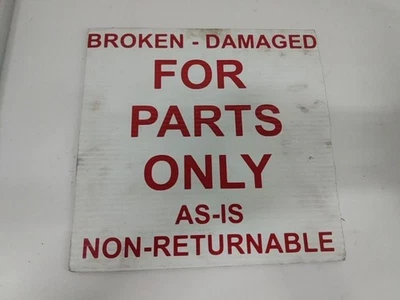 BROKEN - DAMAGED
FOR
PARTS
ONLY
AS-IS
NON-RETURNABLE